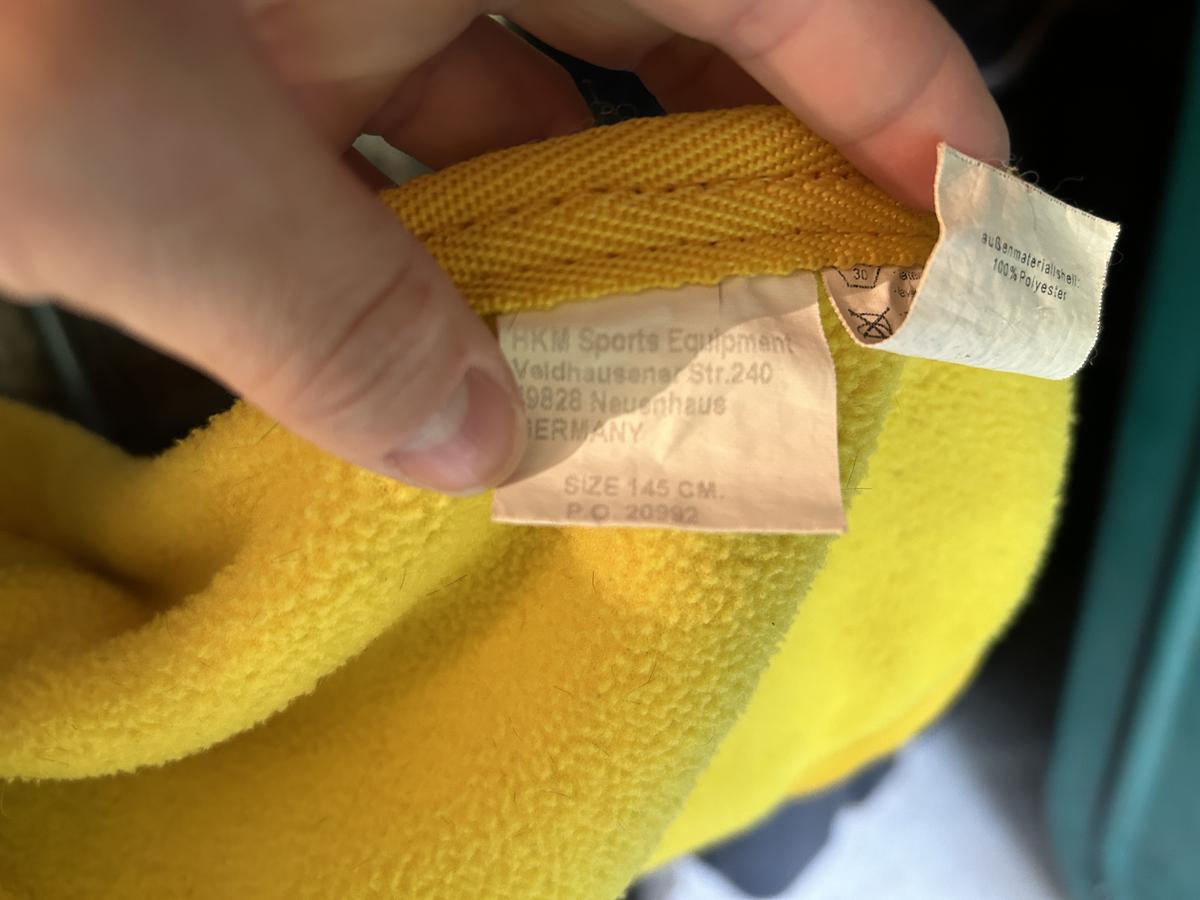 HKM Sports Equipment
Veldhausener Str.240
49828 Neuenhaus
GERMANY
SIZE 145 CM.
P.O. 20992
30
außenmaterial/shell:
100%Polyester